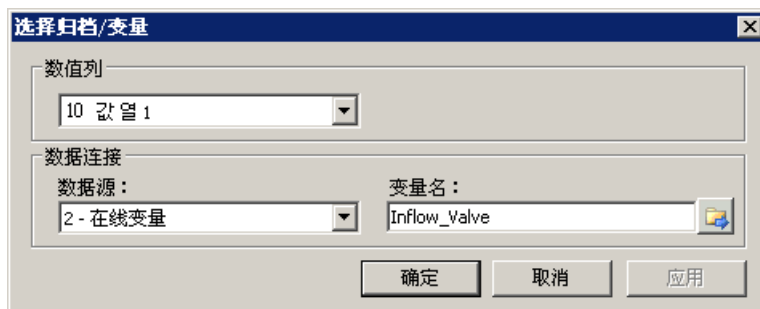 选择归档/变量
数值列
10 값 열 1
数据连接
数据源：
变量名：
2 - 在线变量
Inflow_Valve
确定
取消
应用